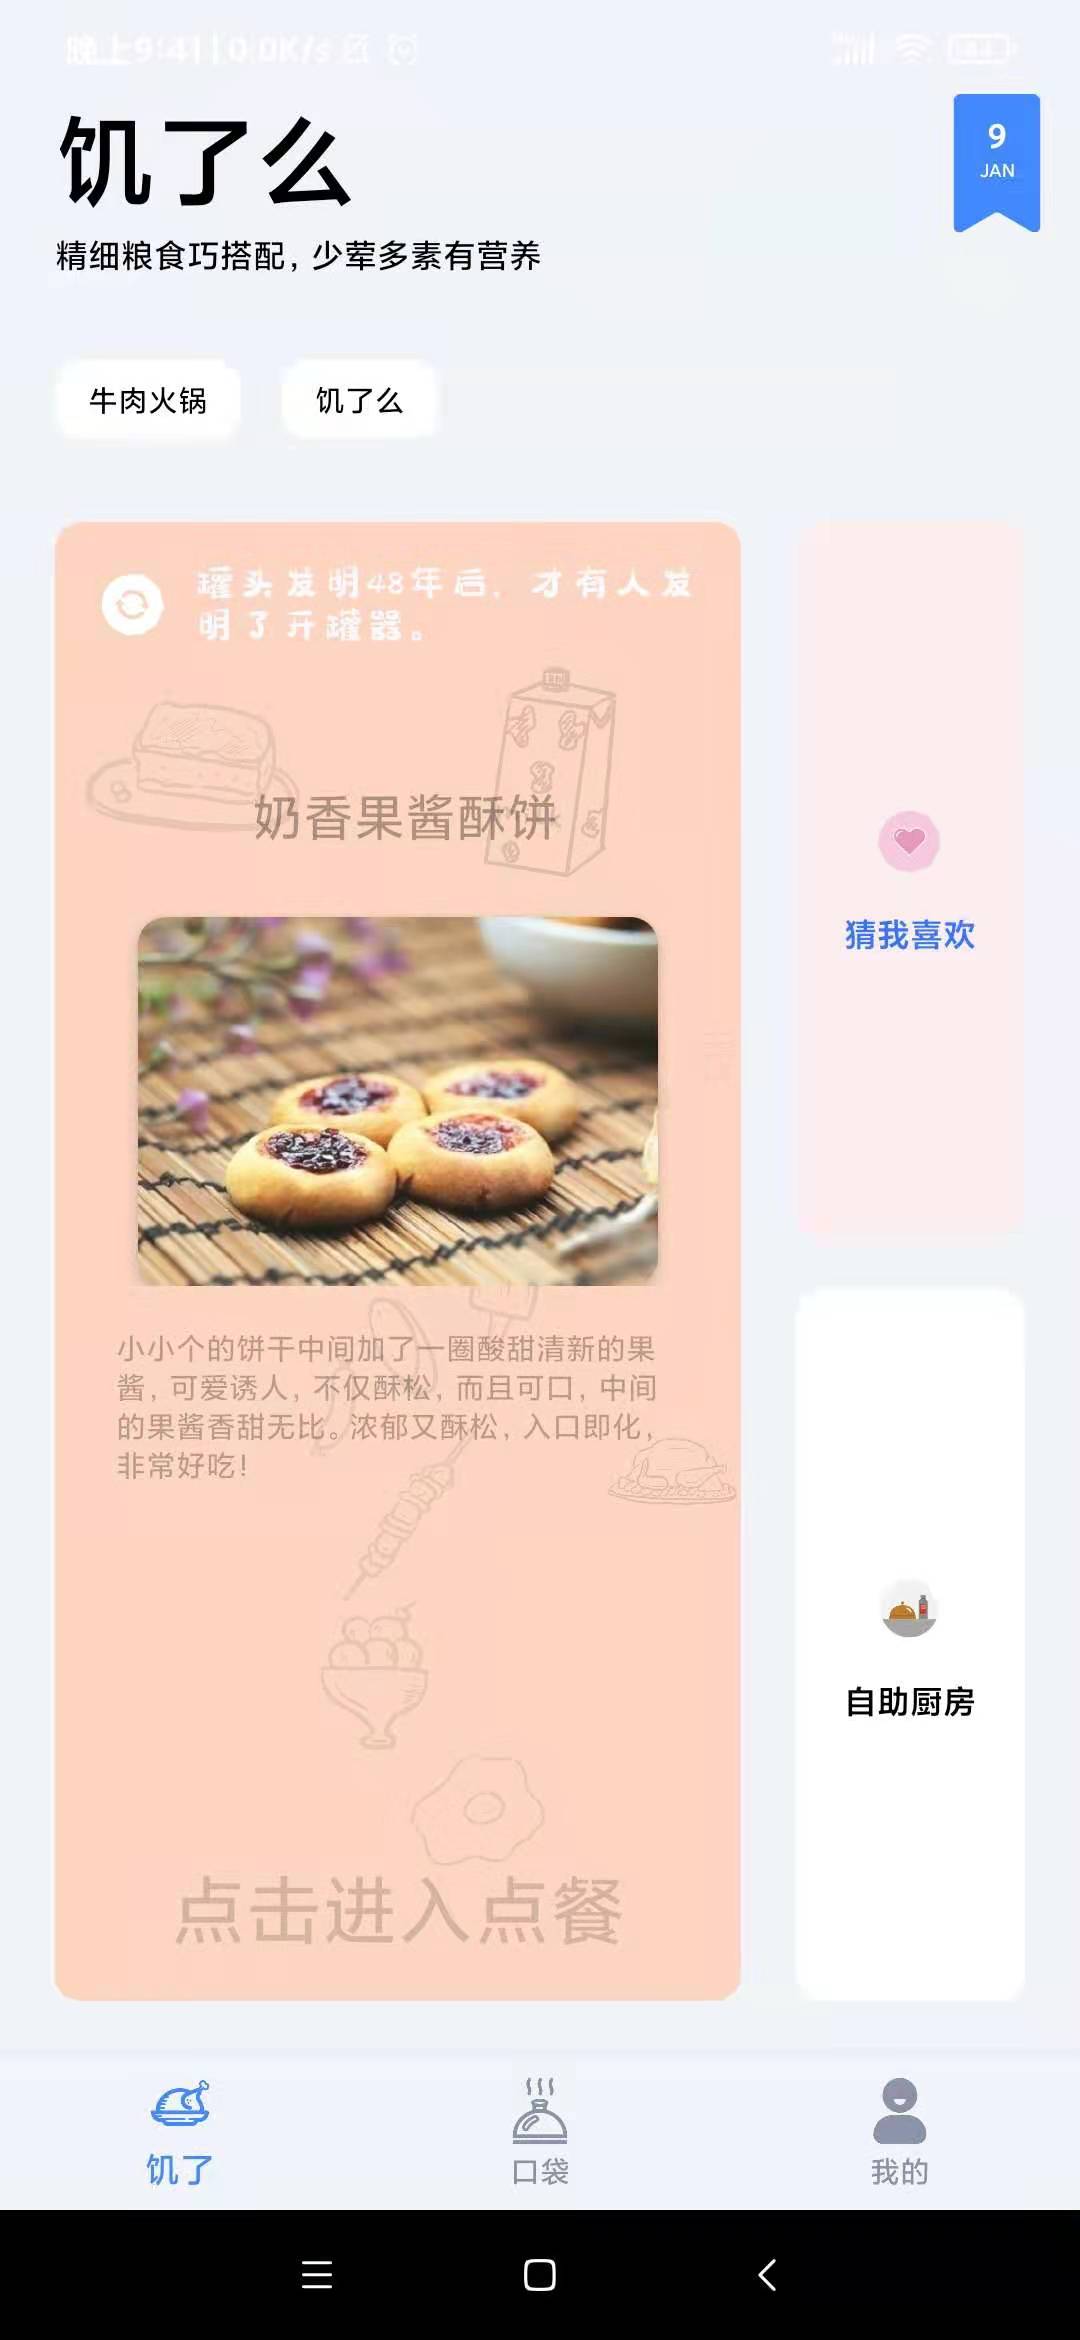 晚上9:41 | 0.0K/s
饥了么
9
JAN
精细粮食巧搭配，少荤多素有营养
牛肉火锅
饥了么
罐头发明48年后，才有人发
明了开罐器。
奶香果酱酥饼
猜我喜欢
小小个的饼干中间加了一圈酸甜清新的果
酱，可爱诱人，不仅酥松，而且可口，中间
的果酱香甜无比。浓郁又酥松，入口即化，
非常好吃！
自助厨房
点击进入点餐
饥了
口袋
我的